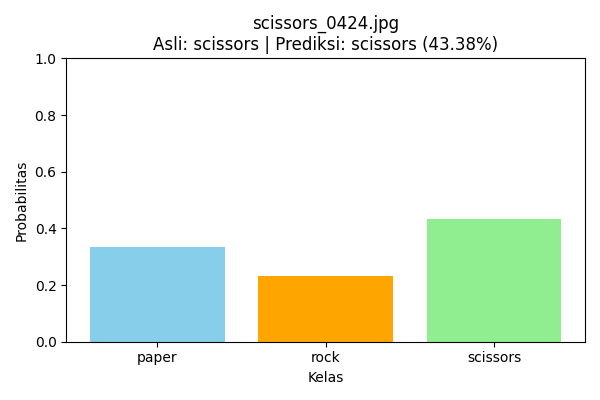 scissors_0424.jpg
Asli: scissors | Prediksi: scissors (43.38%)
1.0
0.8
0.6
0.4
0.2
0.0
Probabilitas
paper rock scissors
Kelas